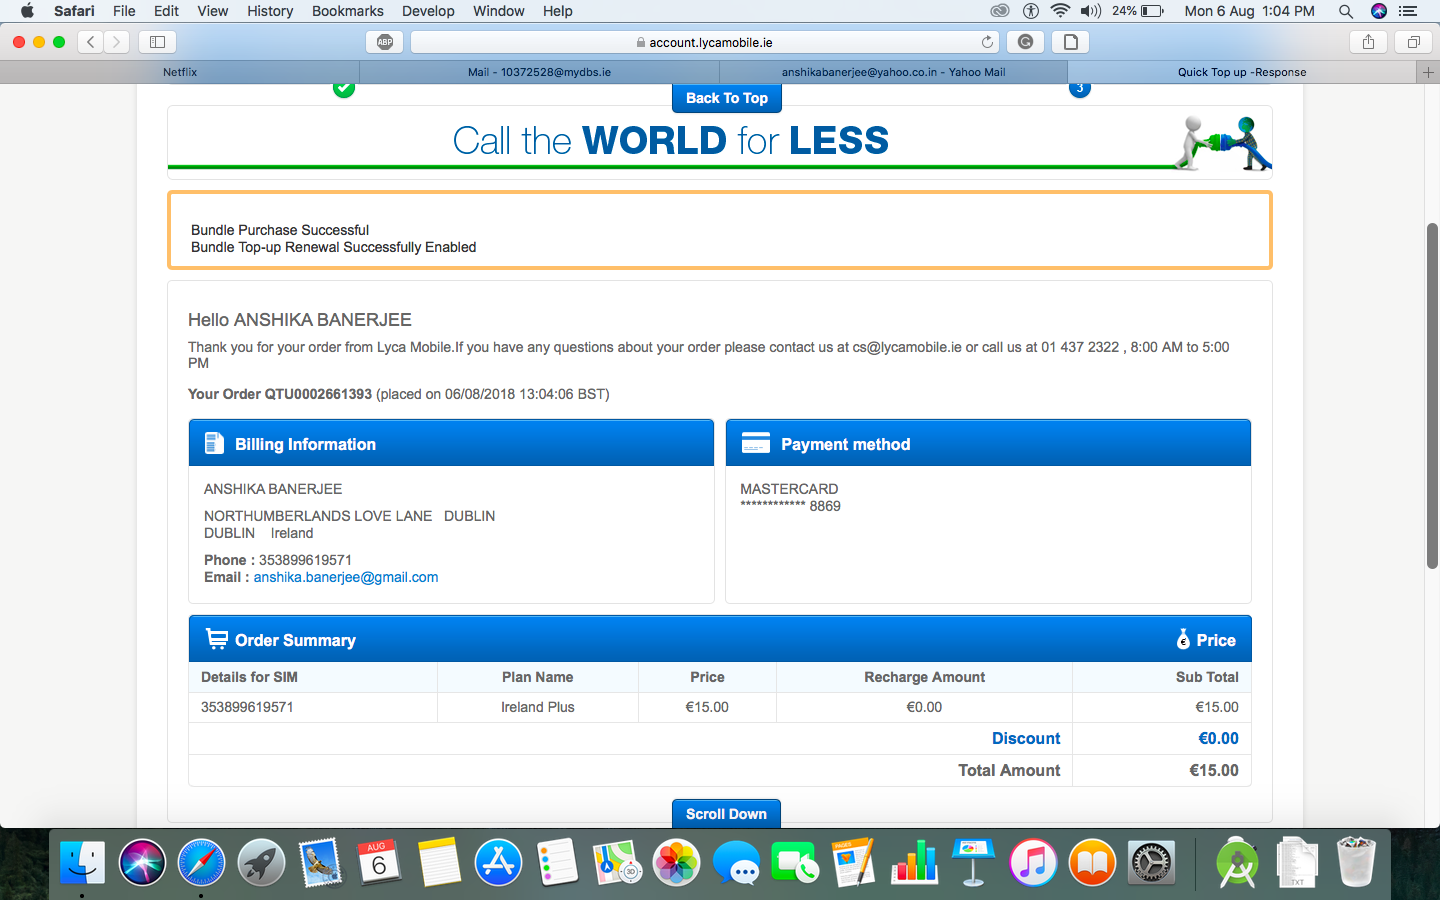 Safari File Edit View History Bookmarks Develop Window Help 24% Mon 6 Aug 1:04 PM
ABP account.lycamobile.ie
Netflix Mail - 10372528@mydbs.ie anshikabanerjee@yahoo.co.in - Yahoo Mail Quick Top up -Response
Back To Top 3
Call the WORLD for LESS
Bundle Purchase Successful
Bundle Top-up Renewal Successfully Enabled
Hello ANSHIKA BANERJEE
Thank you for your order from Lyca Mobile.If you have any questions about your order please contact us at cs@lycamobile.ie or call us at 01 437 2322 , 8:00 AM to 5:00
PM
Your Order QTU0002661393 (placed on 06/08/2018 13:04:06 BST)
Billing Information
ANSHIKA BANERJEE
NORTHUMBERLANDS LOVE LANE DUBLIN
DUBLIN Ireland
Phone : 353899619571
Email : anshika.banerjee@gmail.com
Payment method
MASTERCARD
************ 8869
Order Summary € Price
Details for SIM Plan Name Price Recharge Amount Sub Total
353899619571 Ireland Plus €15.00 €0.00 €15.00
Discount €0.00
Total Amount €15.00
Scroll Down
AUG
6
3D
PAGES
TXT